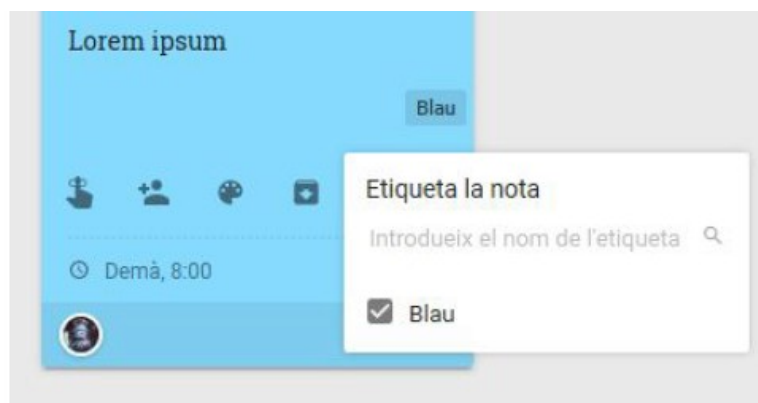 Lorem ipsum
Blau
Etiqueta la nota
Introdueix el nom de l'etiqueta
Demà, 8:00
Blau